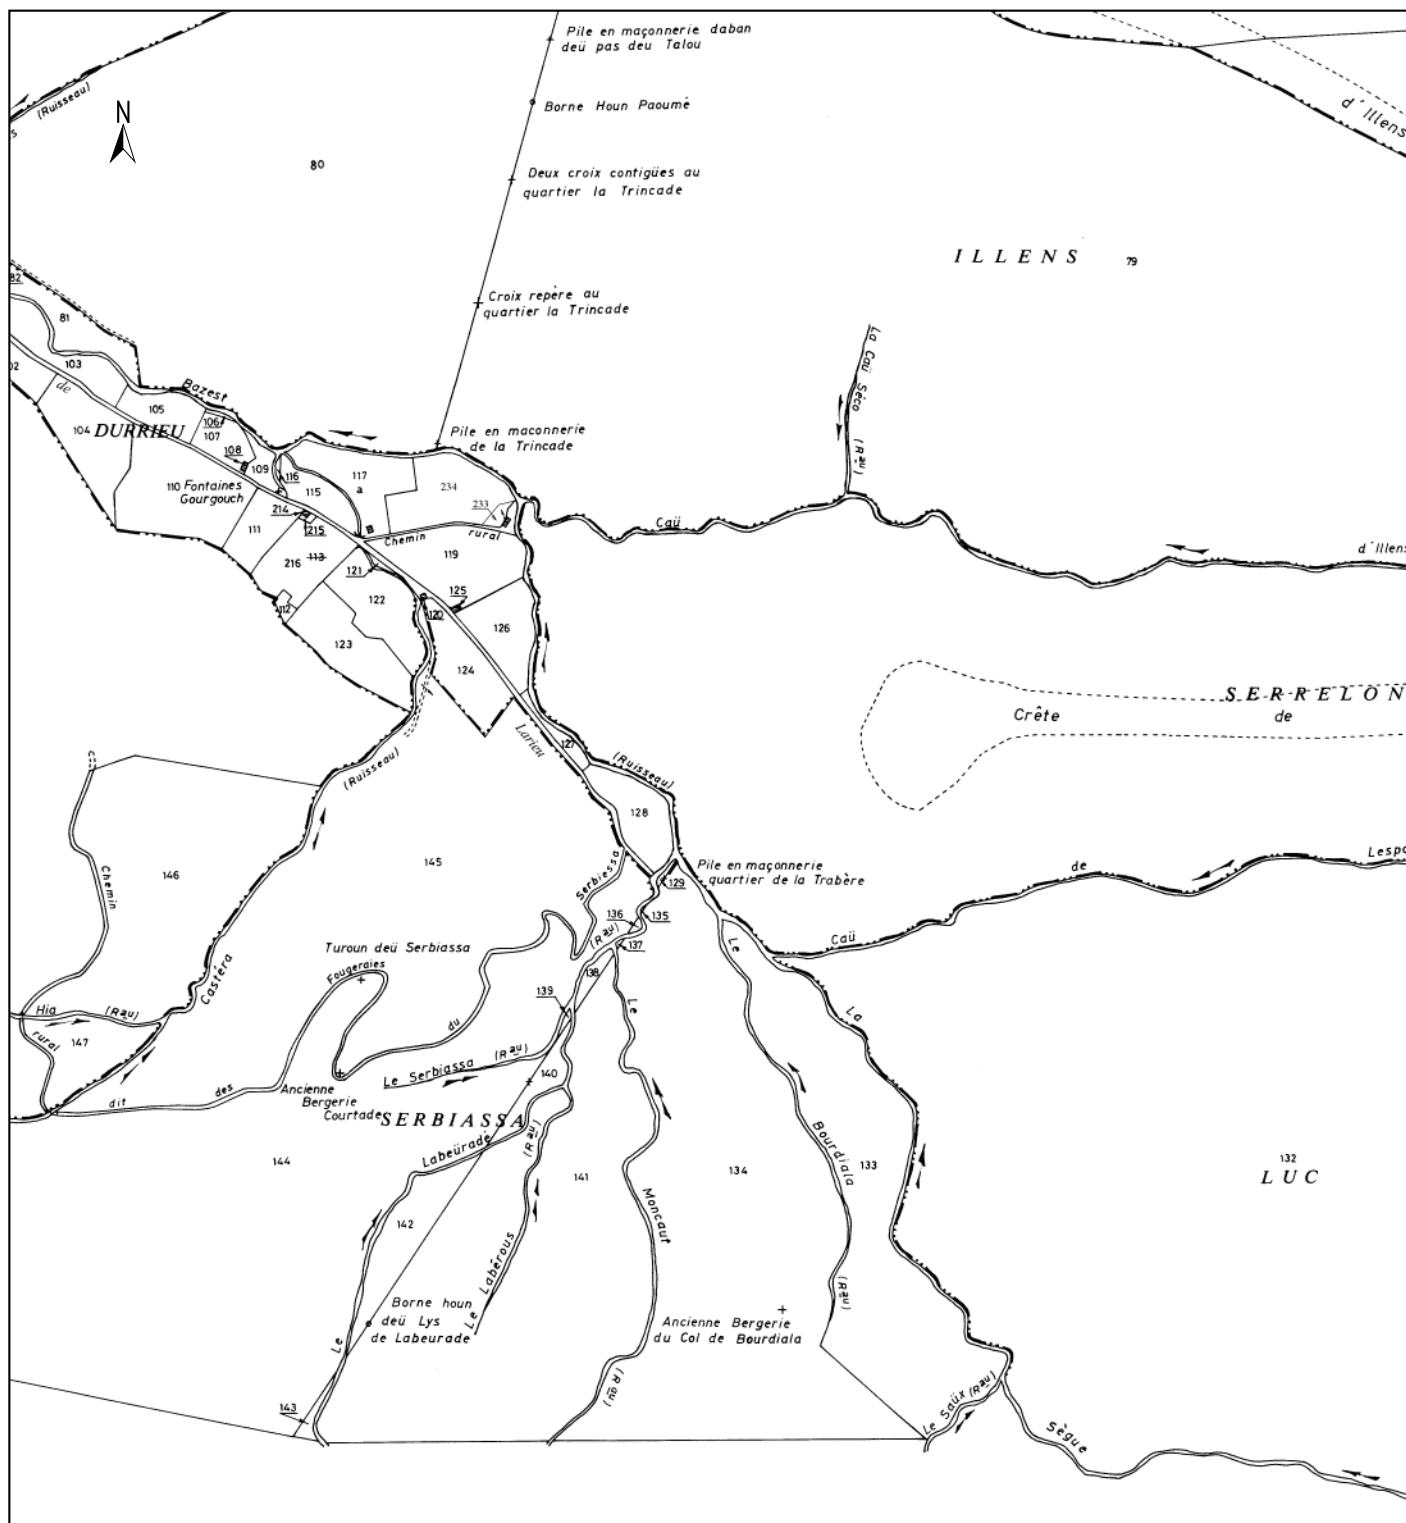 Pile en maçonnerie daban
deü pas deu Talou
(Ruisseau)
N
Borne Houn Paoumé
d'Illens
80
Deux croix contigües au
quartier la Trincade
ILLENS
79
82
Croix repère au
quartier la Trincade
81
La Caü Sèco
(Rau)
103
02
de
Bazest
105
106
104
DURRIEU
107
Pile en maconnerie
de la Trincade
108
109
116
117
a
110 Fontaines
Gourgouch
115
234
233
214
215
111
Chemin
rural
Caü
d'Illens
216
113
119
121
122
125
112
120
126
123
124
SERRELON
Crête
de
Larieu
127
(Ruisseau)
(Ruisseau)
128
145
146
Chemin
Serbiessa
Pile en maçonnerie
quartier de la Trabère
129
de
Lespo
136
135
(Rau)
137
Caü
Le
Turoun deü Serbiassa
Fougeraies
138
139
Castéra
Hia
(Rau)
rural
147
du
Le
La
Le Serbiassa
(Rau)
140
dit
des
Ancienne
Bergerie
Courtade
SERBIASSA
Labeürade
(Rau)
Bourdiala
144
141
134
133
132
LUC
142
Moncaut
Le Labérous
(Rau)
Borne houn
deü Lys
de Labeurade
Le
Ancienne Bergerie
du Col de Bourdiala
(Rau)
143
Le Saüx
(Rau)
Sègue